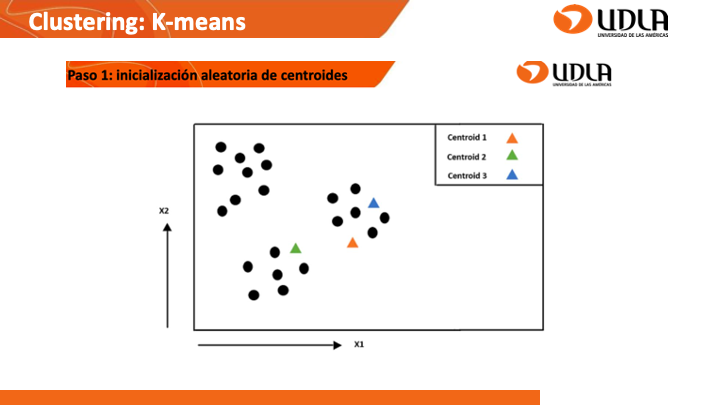 Clustering: K-means
UDLA
UNIVERSIDAD DE LAS AMÉRICAS
Paso 1: inicialización aleatoria de centroides
UDLA
UNIVERSIDAD DE LAS AMÉRICAS
Centroid 1
Centroid 2
Centroid 3
X2
X1